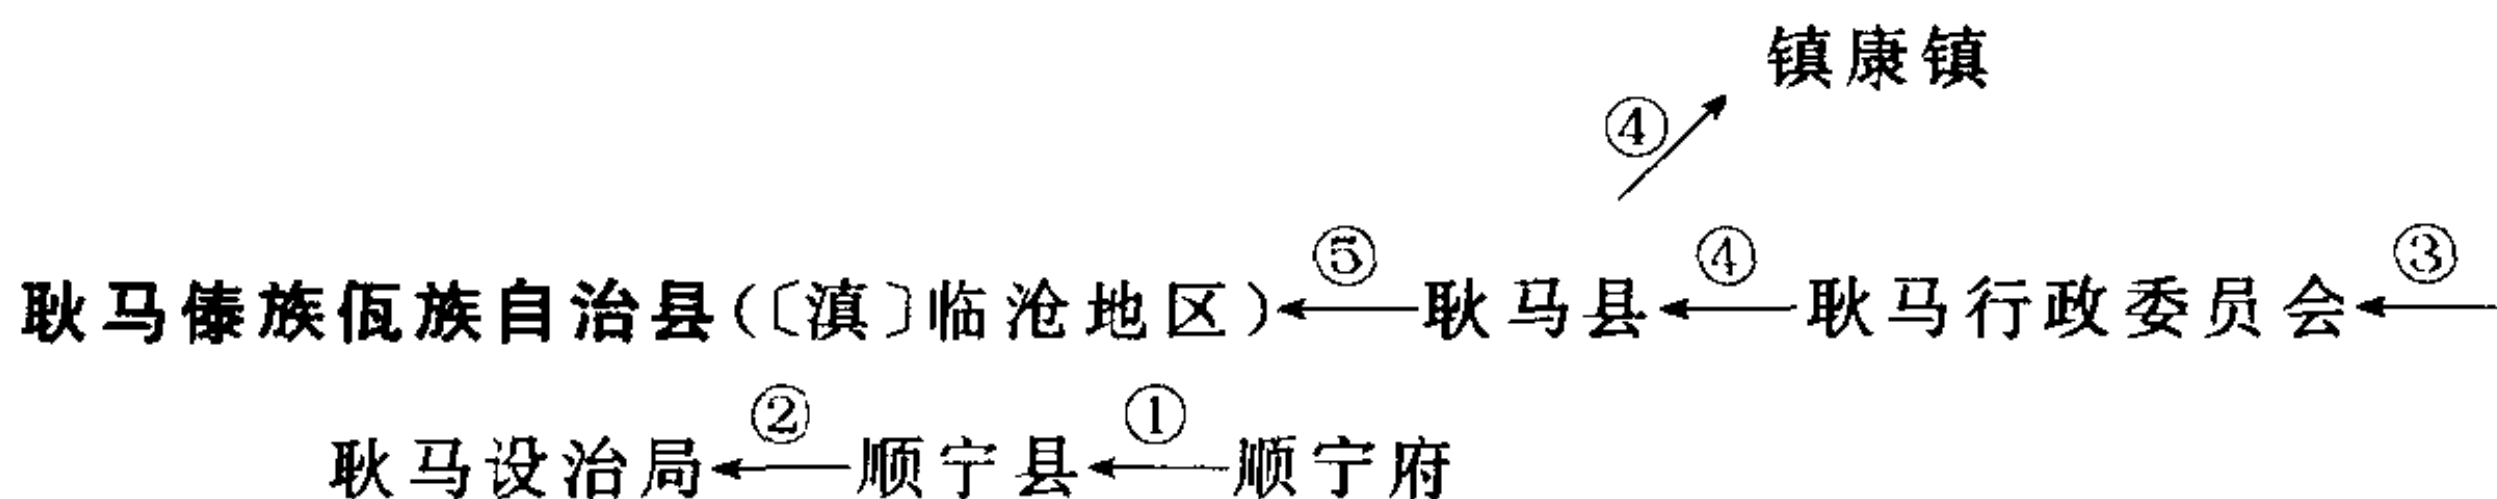 镇康镇
④
⑤ ④ ③
耿马傣族佤族自治县(〔滇〕临沧地区)←耿马县←耿马行政委员会←
② ①
耿马设治局←顺宁县←顺宁府